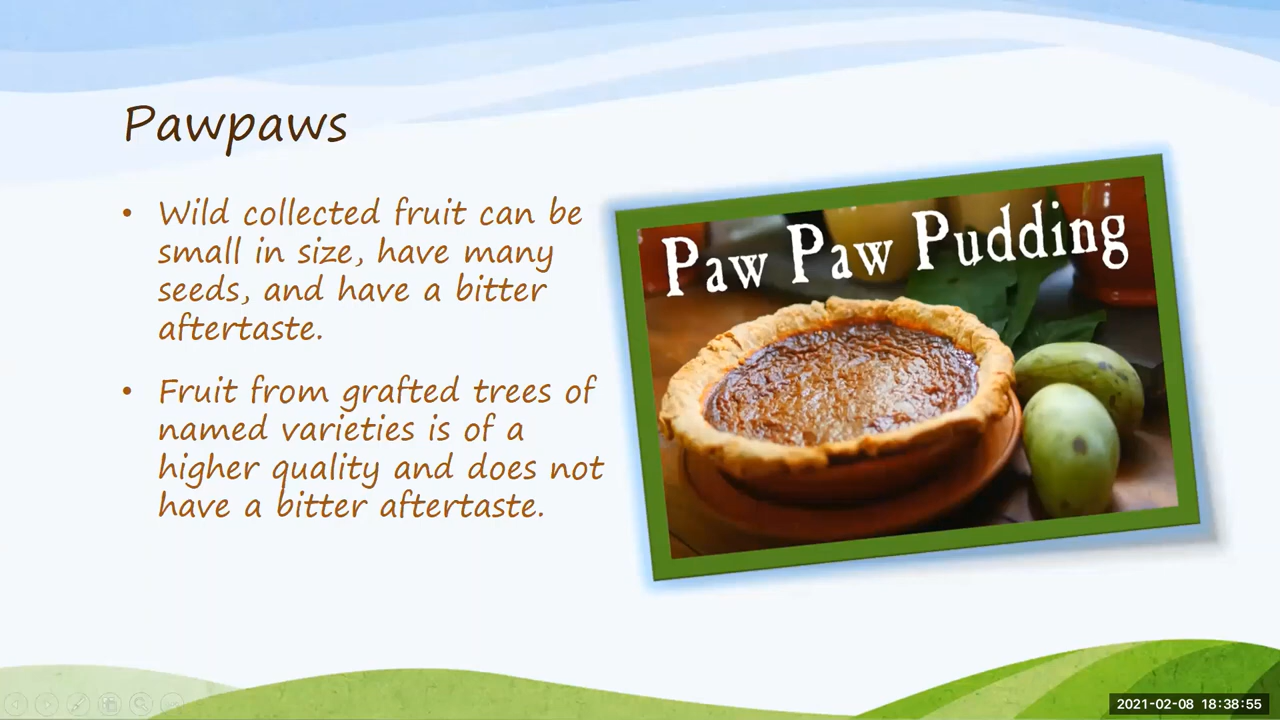 Pawpaws
• Wild collected fruit can be
small in size, have many
seeds, and have a bitter
aftertaste.
• Fruit from grafted trees of
named varieties is of a
higher quality and does not
have a bitter aftertaste.
Paw Paw Pudding
2021-02-08 18:38:55